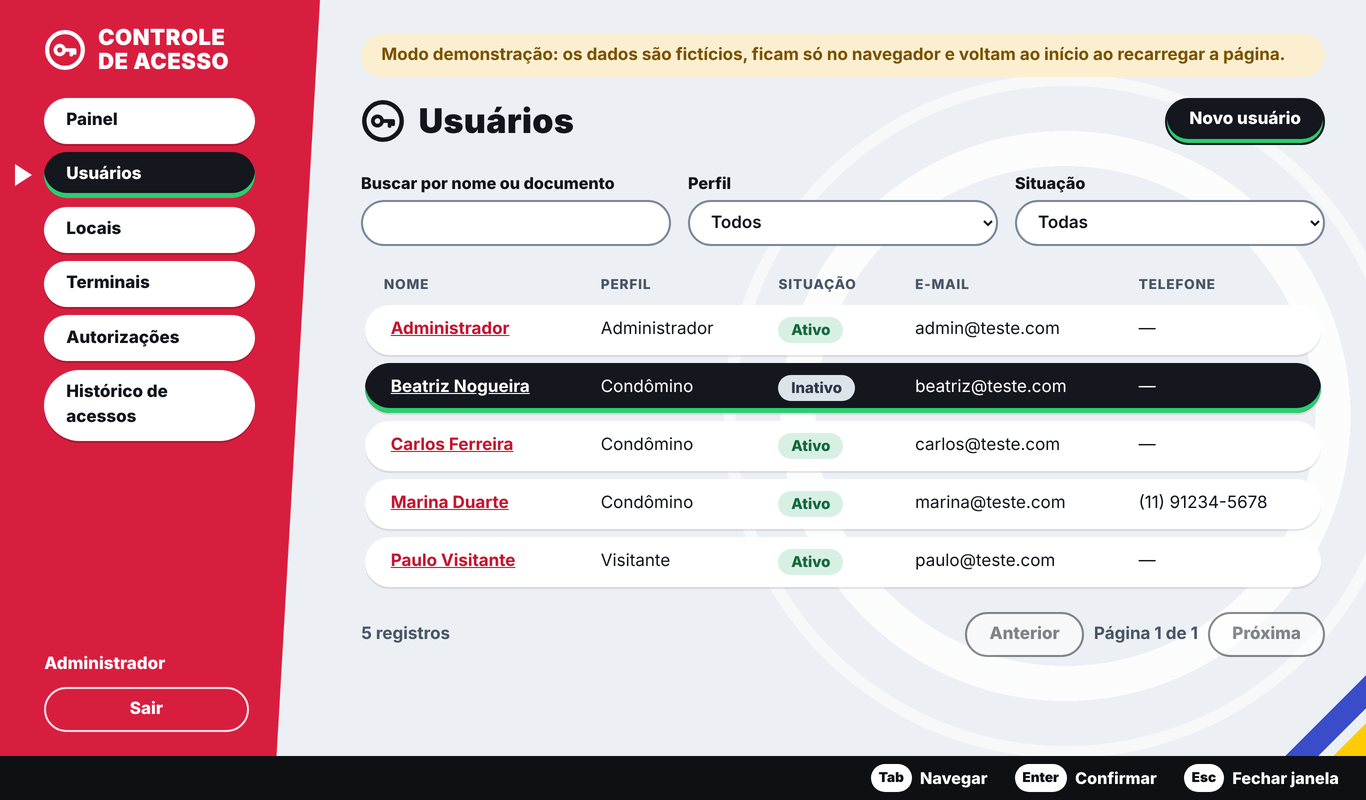 CONTROLE
DE ACESSO
Painel
Usuários
Locais
Terminais
Autorizações
Histórico de
acessos
Administrador
Sair
Modo demonstração: os dados são fictícios, ficam só no navegador e voltam ao início ao recarregar a página.
Usuários
Novo usuário
Buscar por nome ou documento Perfil Situação
Todos Todas
NOME PERFIL SITUAÇÃO E-MAIL TELEFONE
Administrador Administrador Ativo admin@teste.com —
Beatriz Nogueira Condômino Inativo beatriz@teste.com —
Carlos Ferreira Condômino Ativo carlos@teste.com —
Marina Duarte Condômino Ativo marina@teste.com (11) 91234-5678
Paulo Visitante Visitante Ativo paulo@teste.com —
5 registros Anterior Página 1 de 1 Próxima
Tab Navegar Enter Confirmar Esc Fechar janela